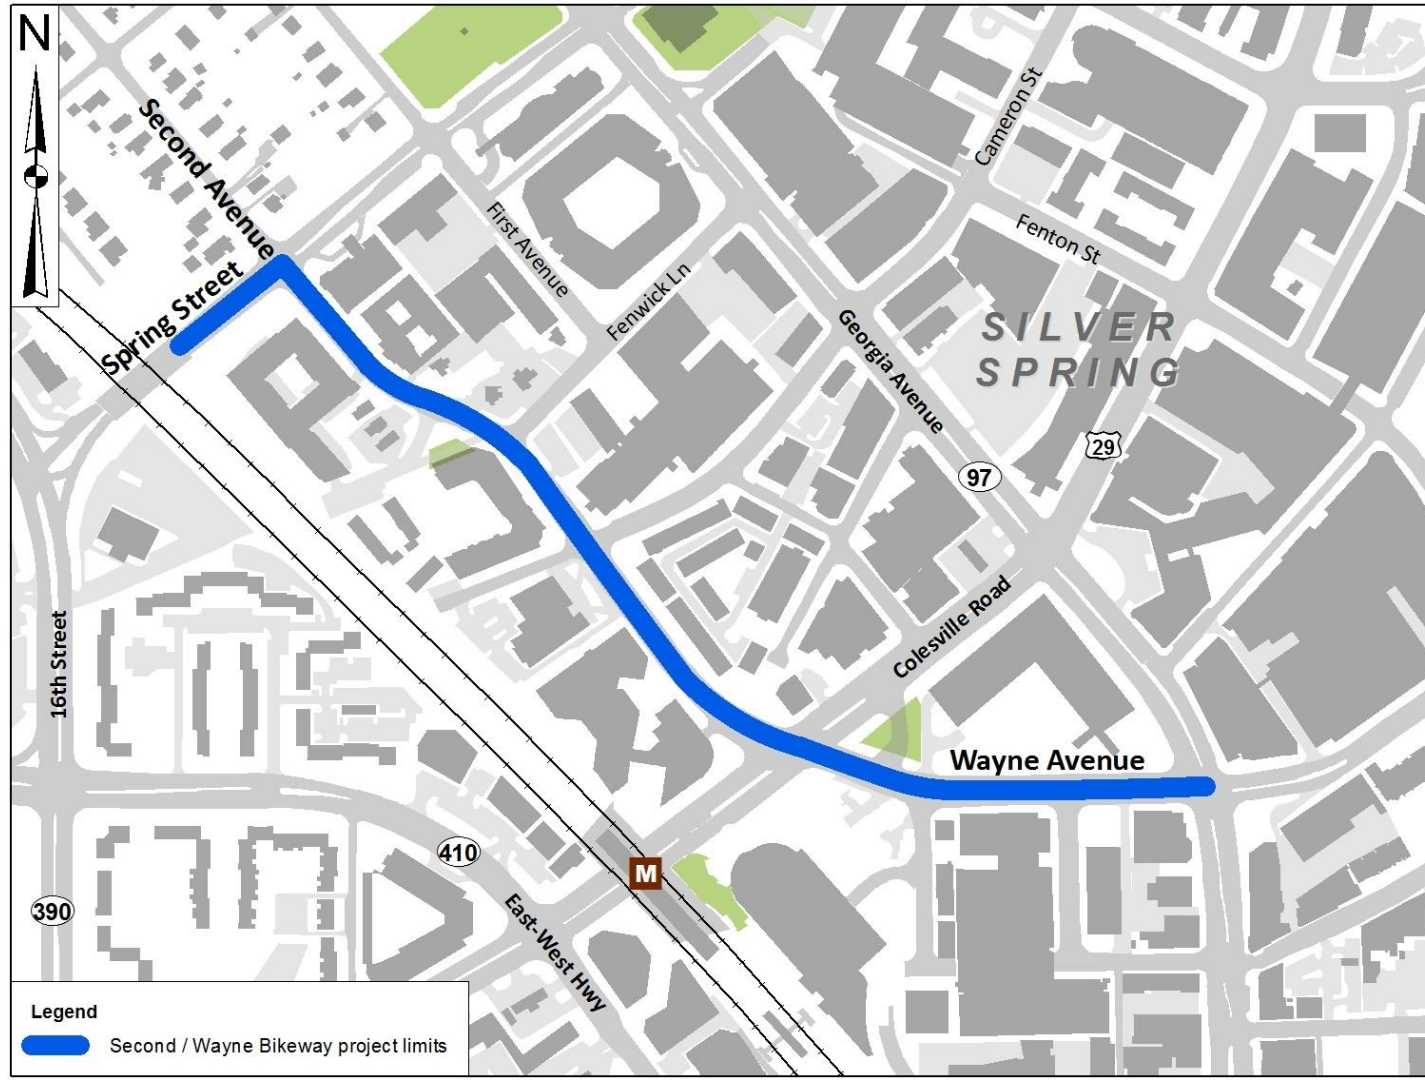 N
Second Avenue
Cameron St
First Avenue
Fenton St
Spring Street
Fenwick Ln
Georgia Avenue
SILVER
SPRING
29
97
16th Street
Colesville Road
Wayne Avenue
410
M
390
East-West Hwy
Legend
Second / Wayne Bikeway project limits